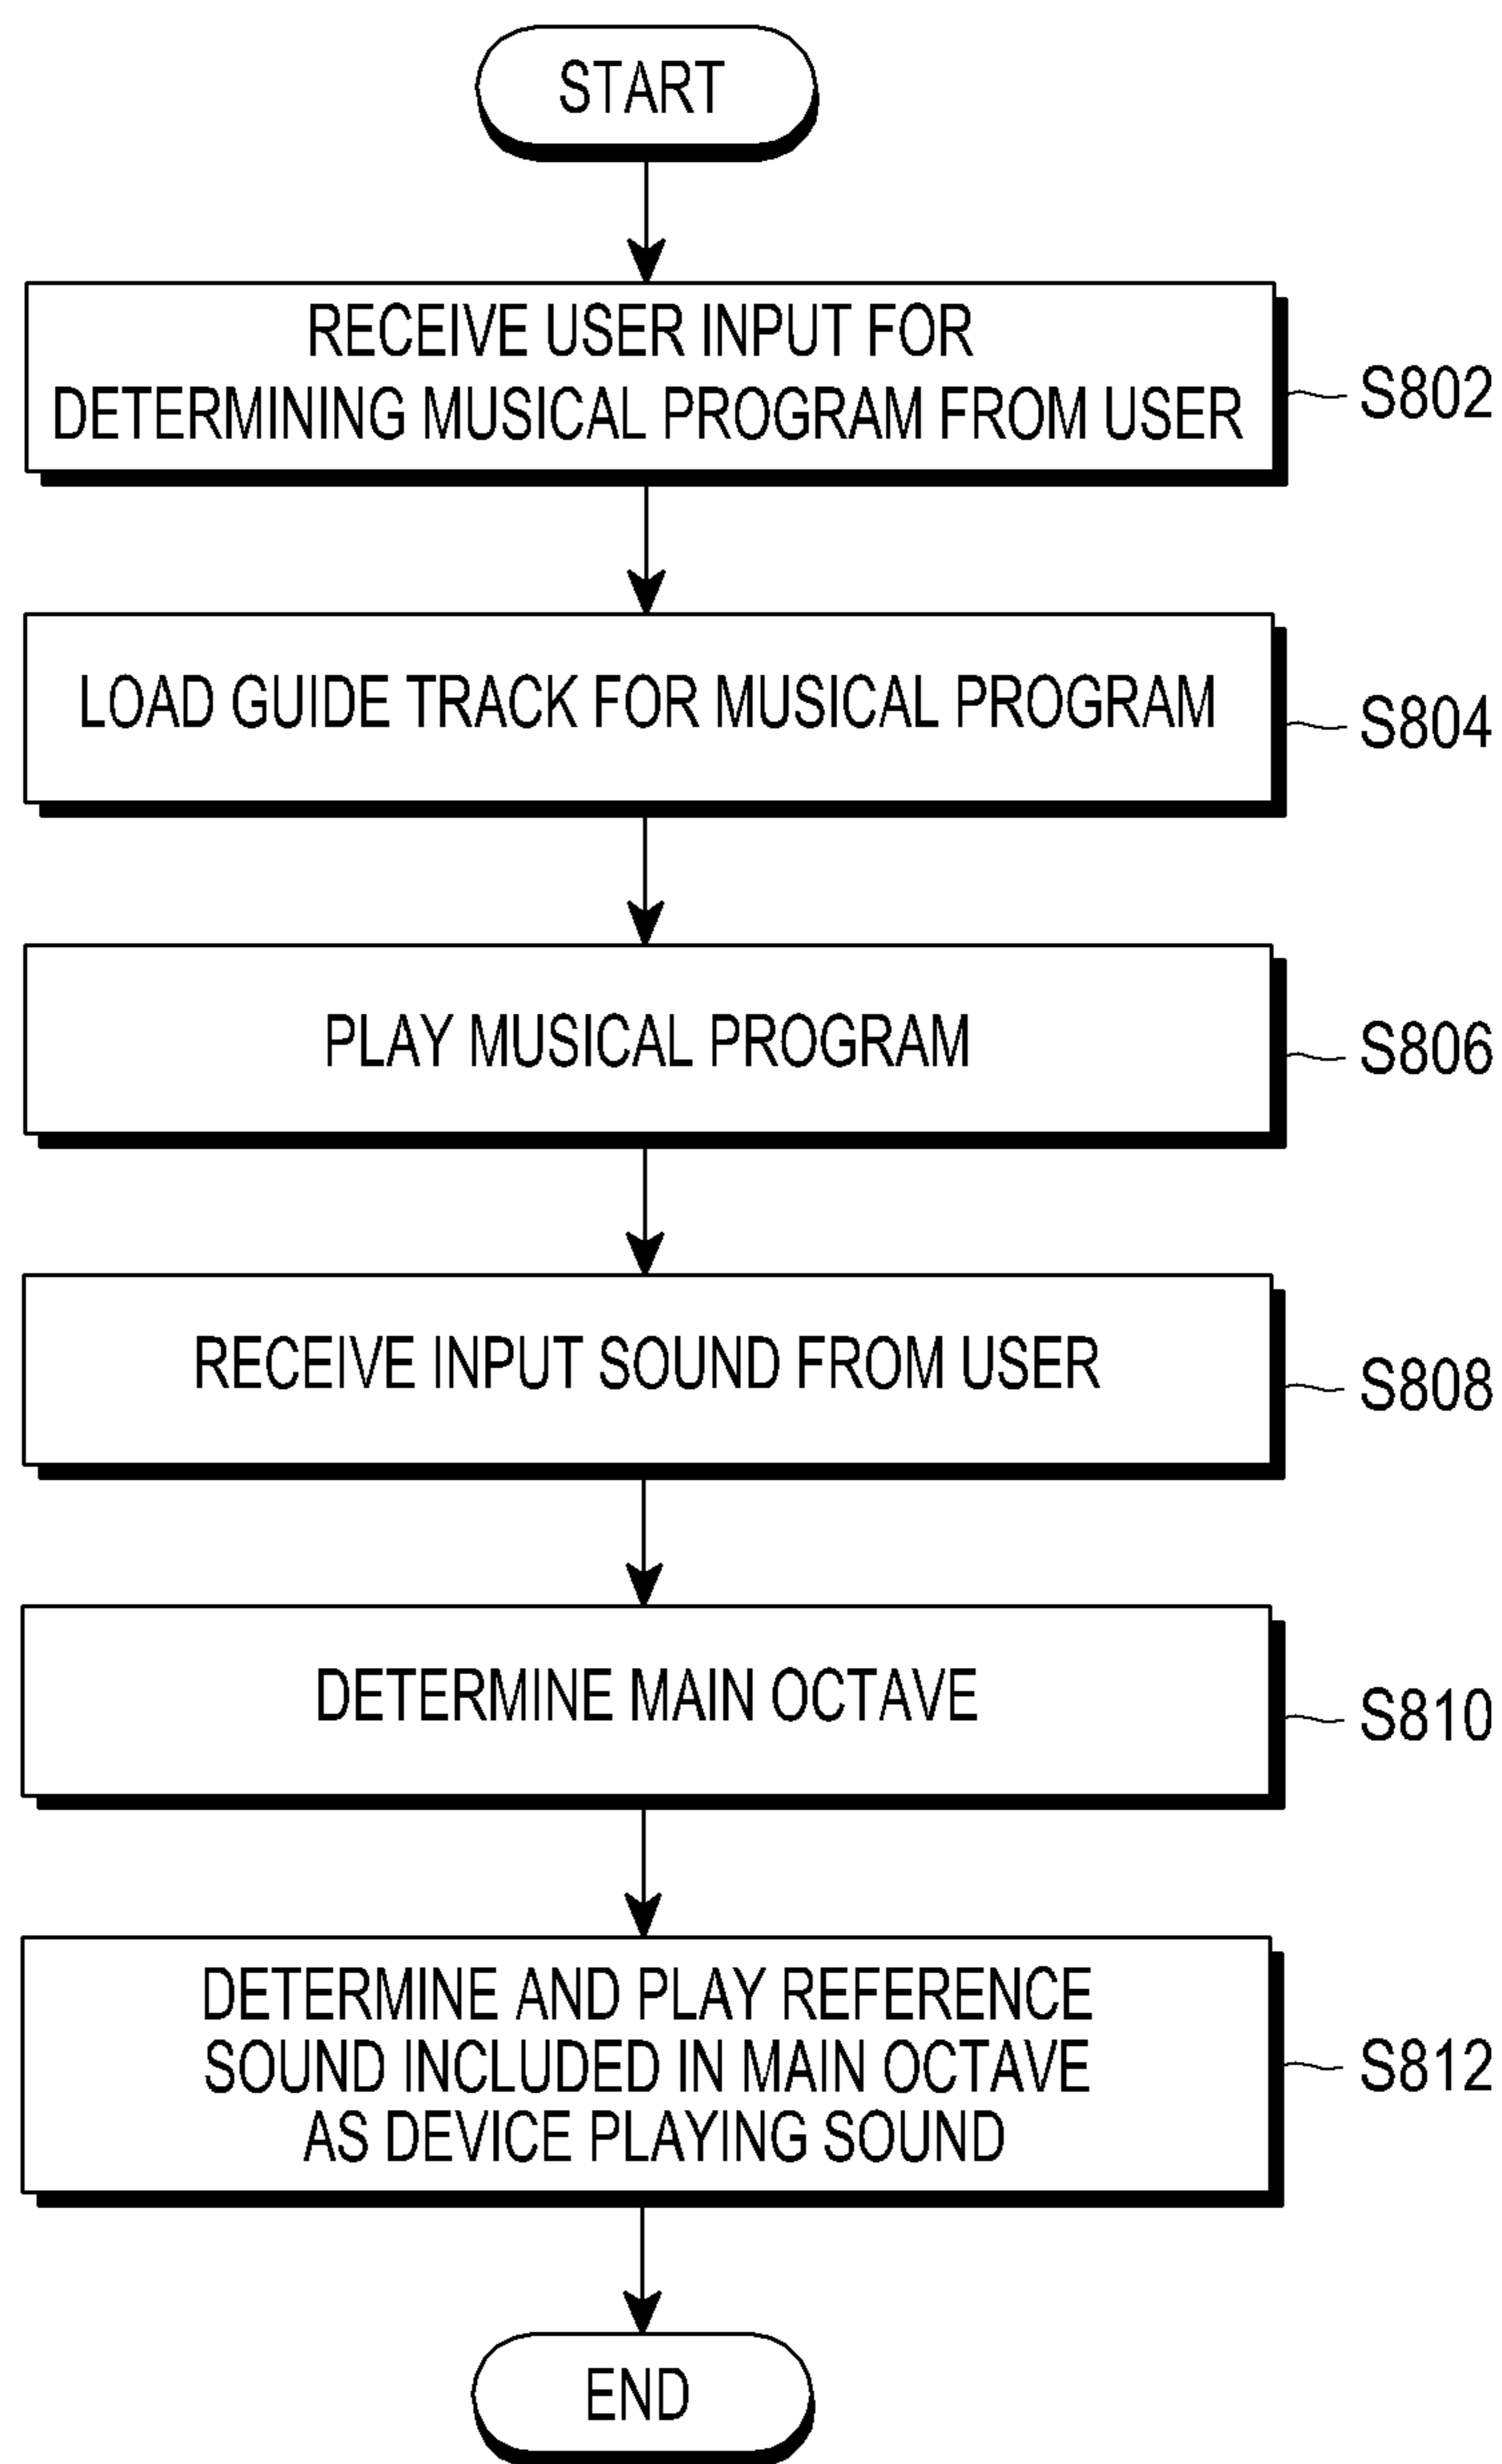 START
RECEIVE USER INPUT FOR
DETERMINING MUSICAL PROGRAM FROM USER
S802
LOAD GUIDE TRACK FOR MUSICAL PROGRAM
S804
PLAY MUSICAL PROGRAM
S806
RECEIVE INPUT SOUND FROM USER
S808
DETERMINE MAIN OCTAVE
S810
DETERMINE AND PLAY REFERENCE
SOUND INCLUDED IN MAIN OCTAVE
AS DEVICE PLAYING SOUND
S812
END